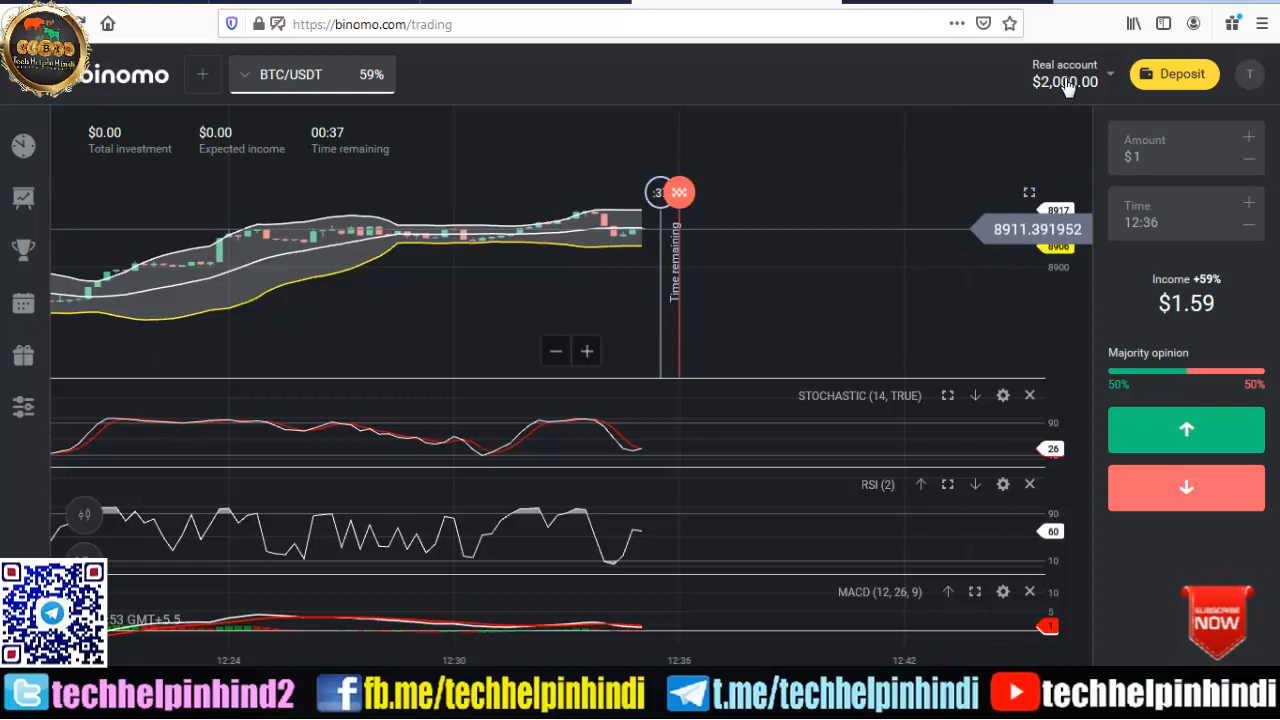 https://binomo.com/trading
TechHelpinHindi
binomo
BTC/USDT 59%
Real account
$2,000.00
Deposit
T
$0.00 $0.00 00:37
Total investment Expected income Time remaining
Amount
$1
Time
12:36
Income +59%
$1.59
Majority opinion
50% 50%
:37
Time remaining
8917
8911.391952
8906
8900
STOCHASTIC (14, TRUE)
90
26
RSI (2)
90
60
10
MACD (12, 26, 9)
10
5
1
53 GMT+5.5
12:24 12:30 12:36 12:42
SUBSCRIBE
NOW
techhelpinhind2 fb.me/techhelpinhindi t.me/techhelpinhindi techhelpinhindi